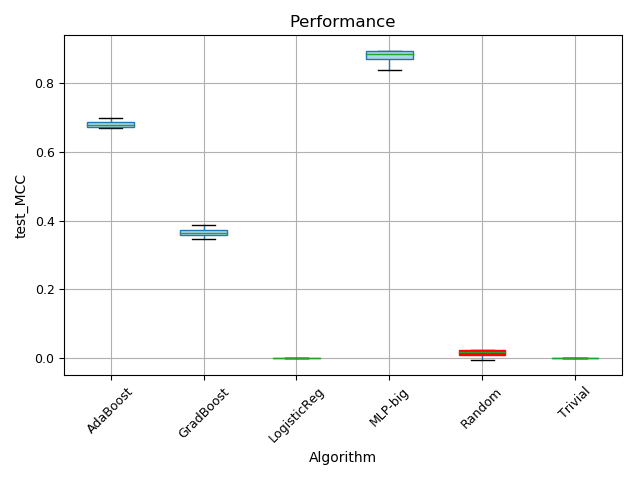 Performance
test_MCC
0.8
0.6
0.4
0.2
0.0
AdaBoost
GradBoost
LogisticReg
MLP-big
Random
Trivial
Algorithm